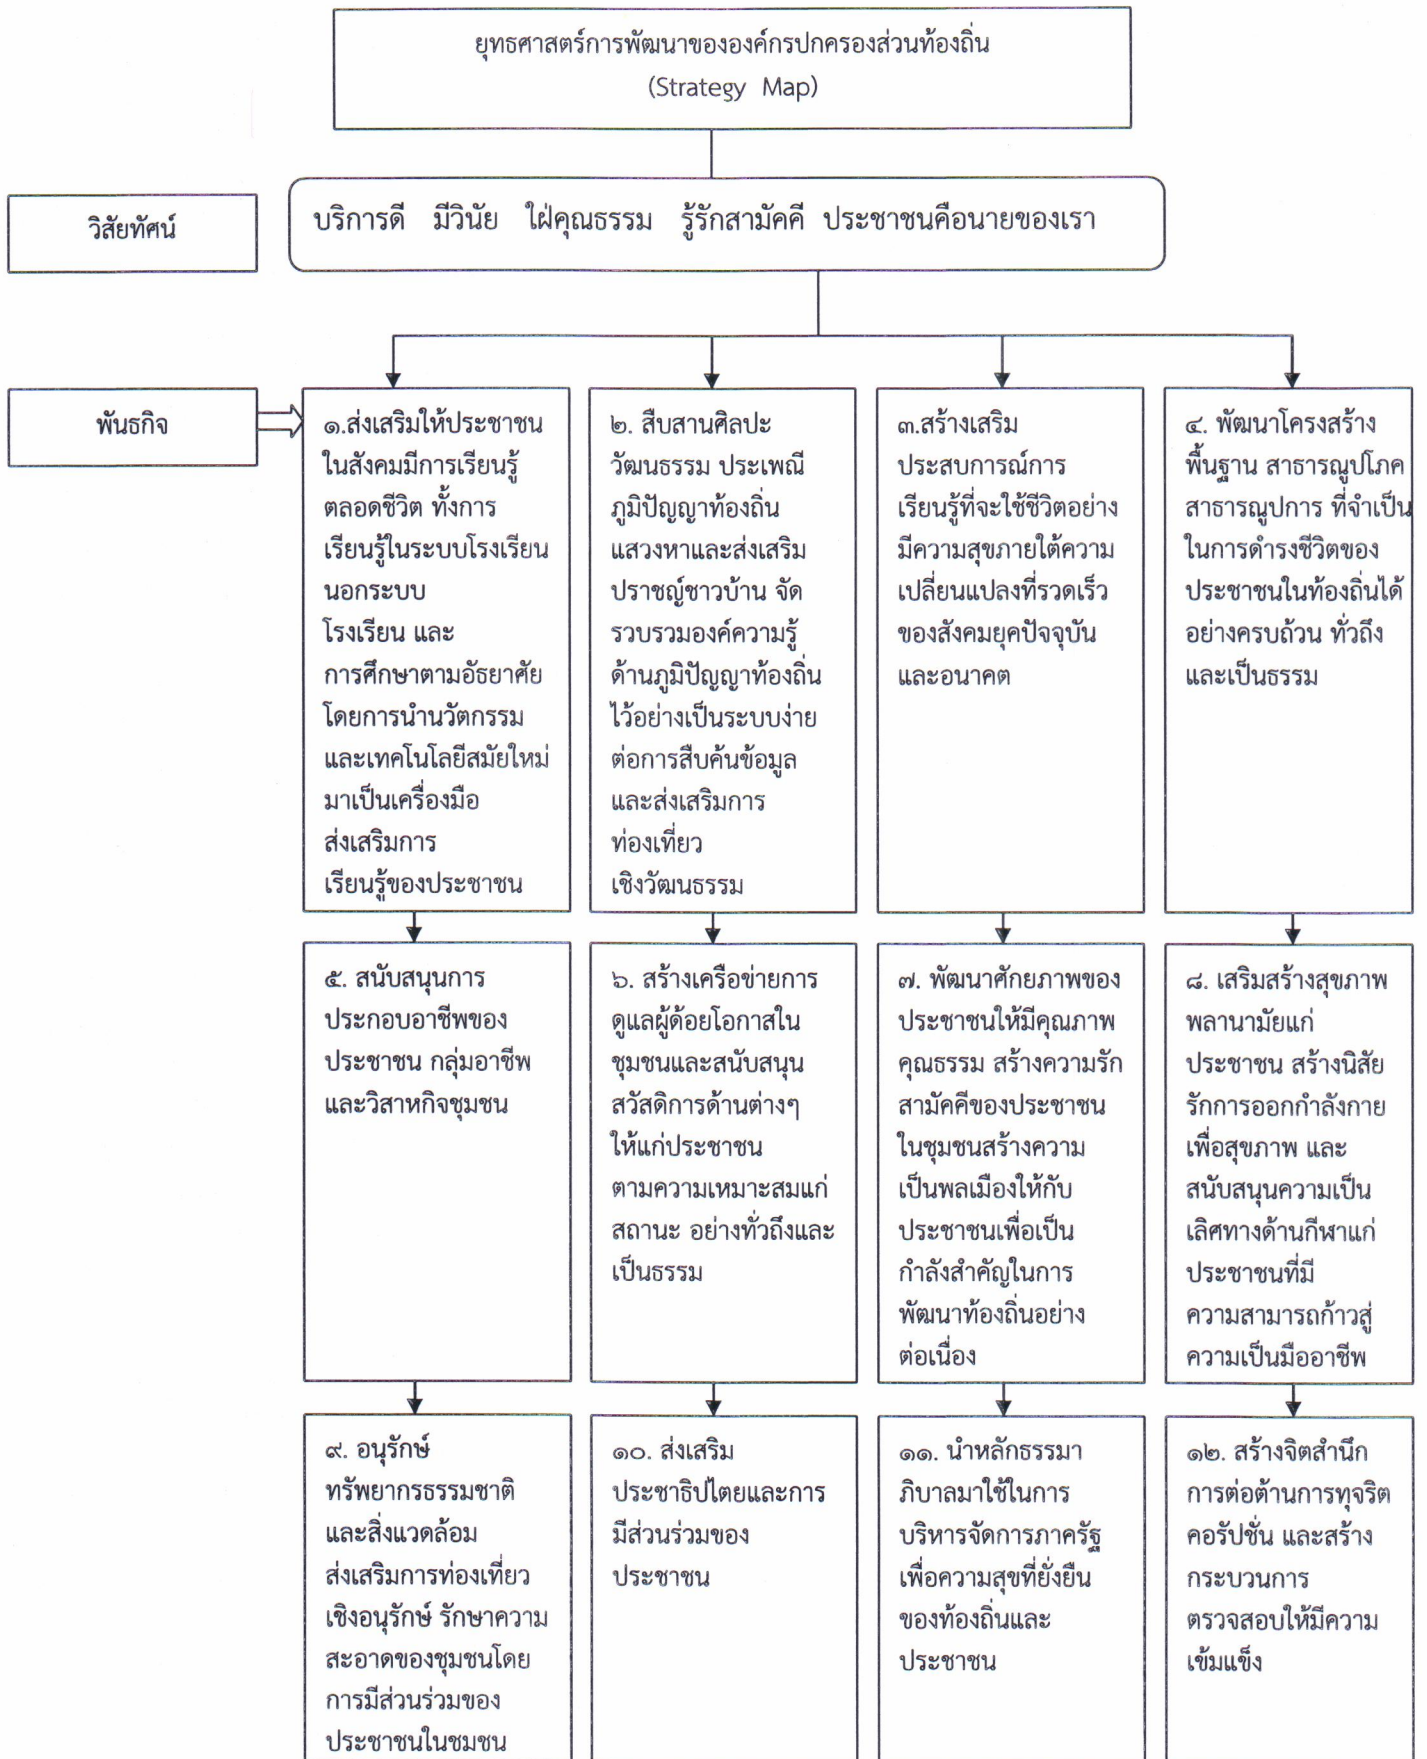 ยุทธศาสตร์การพัฒนาขององค์กรปกครองส่วนท้องถิ่น
(Strategy Map)
วิสัยทัศน์
บริการดี มีวินัย ใฝ่คุณธรรม รู้รักสามัคคี ประชาชนคือนายของเรา
พันธกิจ
๑.ส่งเสริมให้ประชาชน
ในสังคมมีการเรียนรู้
ตลอดชีวิต ทั้งการ
เรียนรู้ในระบบโรงเรียน
นอกระบบ
โรงเรียน และ
การศึกษาตามอัธยาศัย
โดยการนำนวัตกรรม
และเทคโนโลยีสมัยใหม่
มาเป็นเครื่องมือ
ส่งเสริมการ
เรียนรู้ของประชาชน
๒. สืบสานศิลปะ
วัฒนธรรม ประเพณี
ภูมิปัญญาท้องถิ่น
แสวงหาและส่งเสริม
ปราชญ์ชาวบ้าน จัด
รวบรวมองค์ความรู้
ด้านภูมิปัญญาท้องถิ่น
ไว้อย่างเป็นระบบง่าย
ต่อการสืบค้นข้อมูล
และส่งเสริมการ
ท่องเที่ยว
เชิงวัฒนธรรม
๓.สร้างเสริม
ประสบการณ์การ
เรียนรู้ที่จะใช้ชีวิตอย่าง
มีความสุขภายใต้ความ
เปลี่ยนแปลงที่รวดเร็ว
ของสังคมยุคปัจจุบัน
และอนาคต
๔. พัฒนาโครงสร้าง
พื้นฐาน สาธารณูปโภค
สาธารณูปการ ที่จำเป็น
ในการดำรงชีวิตของ
ประชาชนในท้องถิ่นได้
อย่างครบถ้วน ทั่วถึง
และเป็นธรรม
๕. สนับสนุนการ
ประกอบอาชีพของ
ประชาชน กลุ่มอาชีพ
และวิสาหกิจชุมชน
๖. สร้างเครือข่ายการ
ดูแลผู้ด้อยโอกาสใน
ชุมชนและสนับสนุน
สวัสดิการด้านต่างๆ
ให้แก่ประชาชน
ตามความเหมาะสมแก่
สถานะ อย่างทั่วถึงและ
เป็นธรรม
๗. พัฒนาศักยภาพของ
ประชาชนให้มีคุณภาพ
คุณธรรม สร้างความรัก
สามัคคีของประชาชน
ในชุมชนสร้างความ
เป็นพลเมืองให้กับ
ประชาชนเพื่อเป็น
กำลังสำคัญในการ
พัฒนาท้องถิ่นอย่าง
ต่อเนื่อง
๘. เสริมสร้างสุขภาพ
พลานามัยแก่
ประชาชน สร้างนิสัย
รักการออกกำลังกาย
เพื่อสุขภาพ และ
สนับสนุนความเป็น
เลิศทางด้านกีฬาแก่
ประชาชนที่มี
ความสามารถก้าวสู่
ความเป็นมืออาชีพ
๙. อนุรักษ์
ทรัพยากรธรรมชาติ
และสิ่งแวดล้อม
ส่งเสริมการท่องเที่ยว
เชิงอนุรักษ์ รักษาความ
สะอาดของชุมชนโดย
การมีส่วนร่วมของ
ประชาชนในชุมชน
๑๐. ส่งเสริม
ประชาธิปไตยและการ
มีส่วนร่วมของ
ประชาชน
๑๑. นำหลักธรรมา
ภิบาลมาใช้ในการ
บริหารจัดการภาครัฐ
เพื่อความสุขที่ยั่งยืน
ของท้องถิ่นและ
ประชาชน
๑๒. สร้างจิตสำนึก
การต่อต้านการทุจริต
คอรัปชั่น และสร้าง
กระบวนการ
ตรวจสอบให้มีความ
เข้มแข็ง